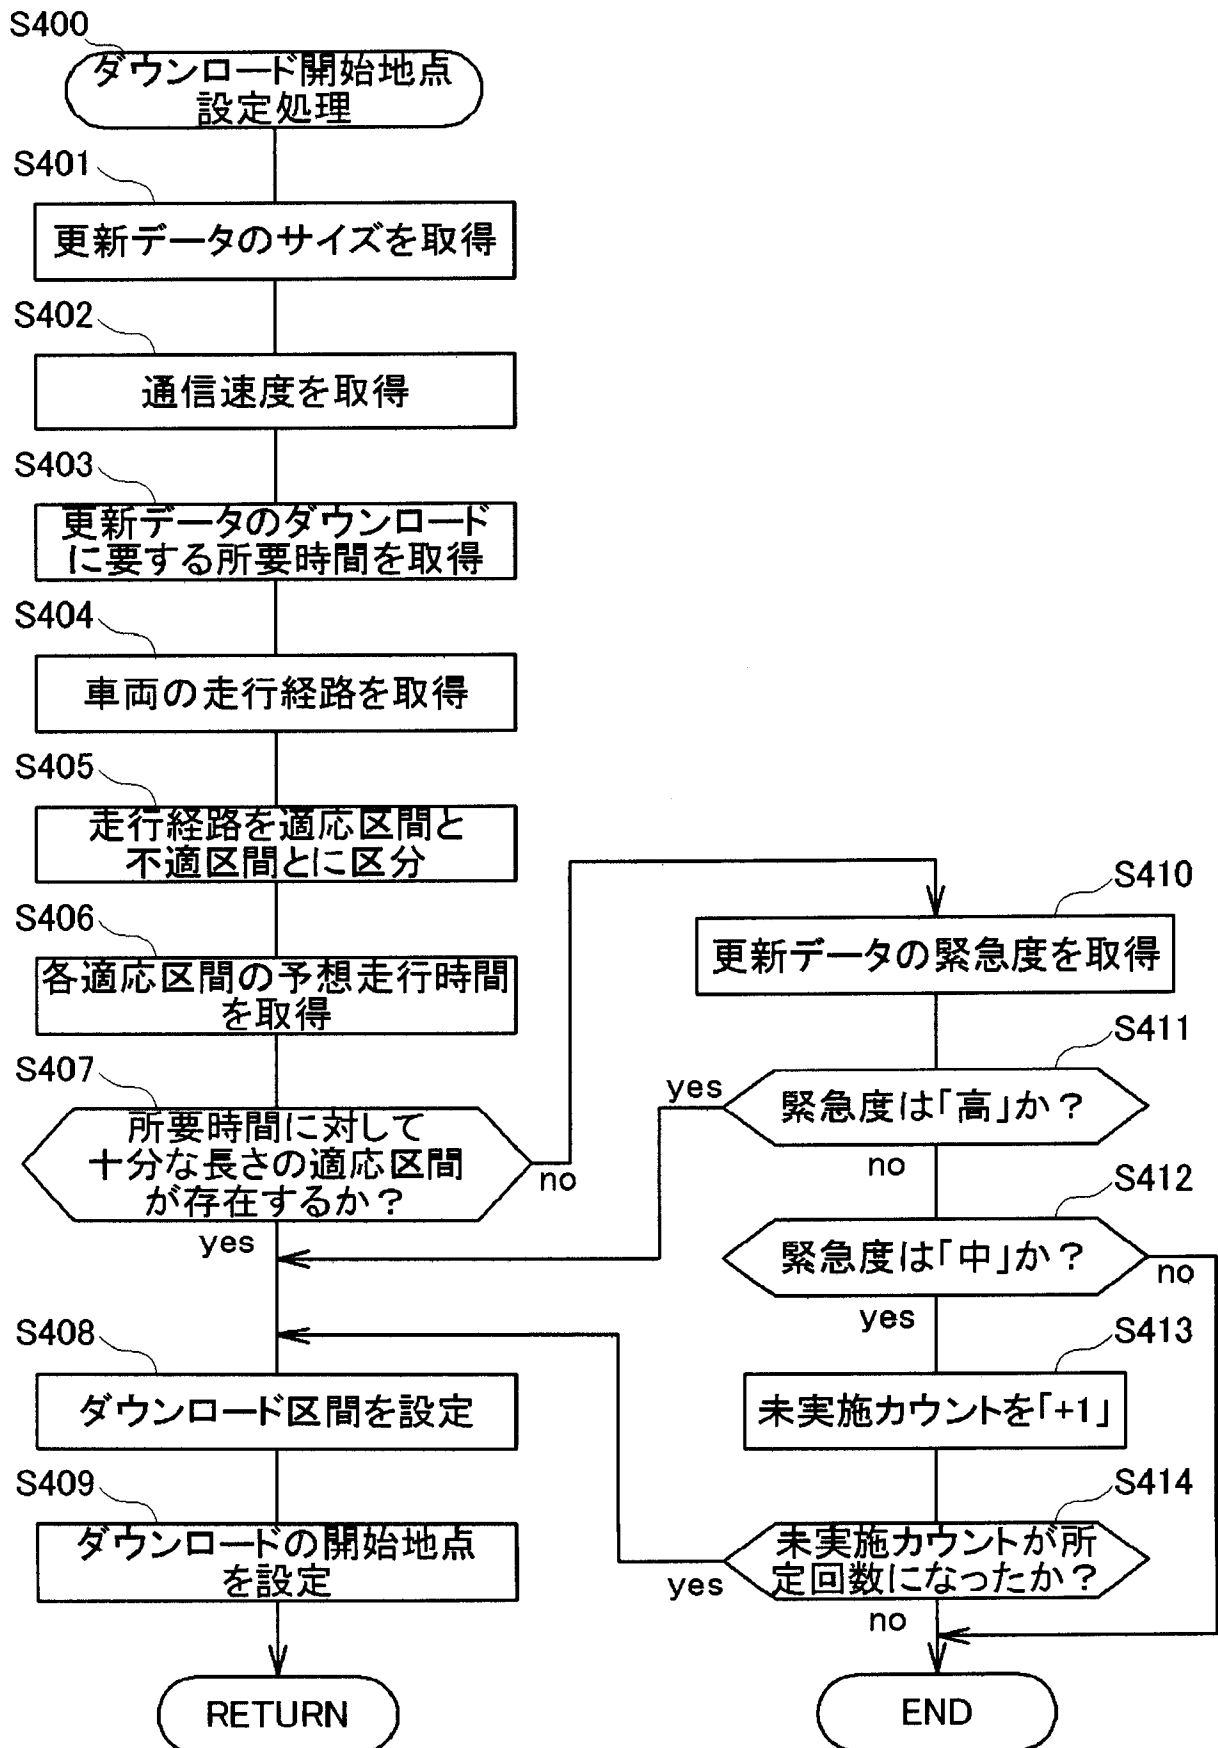 S400
ダウンロード開始地点
設定処理
S401
更新データのサイズを取得
S402
通信速度を取得
S403
更新データのダウンロード
に要する所要時間を取得
S404
車両の走行経路を取得
S405
走行経路を適応区間と
不適区間とに区分
S406
各適応区間の予想走行時間
を取得
S407
所要時間に対して
十分な長さの適応区間
が存在するか？
no
yes
S408
ダウンロード区間を設定
S409
ダウンロードの開始地点
を設定
RETURN
S410
更新データの緊急度を取得
S411
緊急度は「高」か？
yes
no
S412
緊急度は「中」か？
no
yes
S413
未実施カウントを「+1」
S414
未実施カウントが所
定回数になったか？
yes
no
END